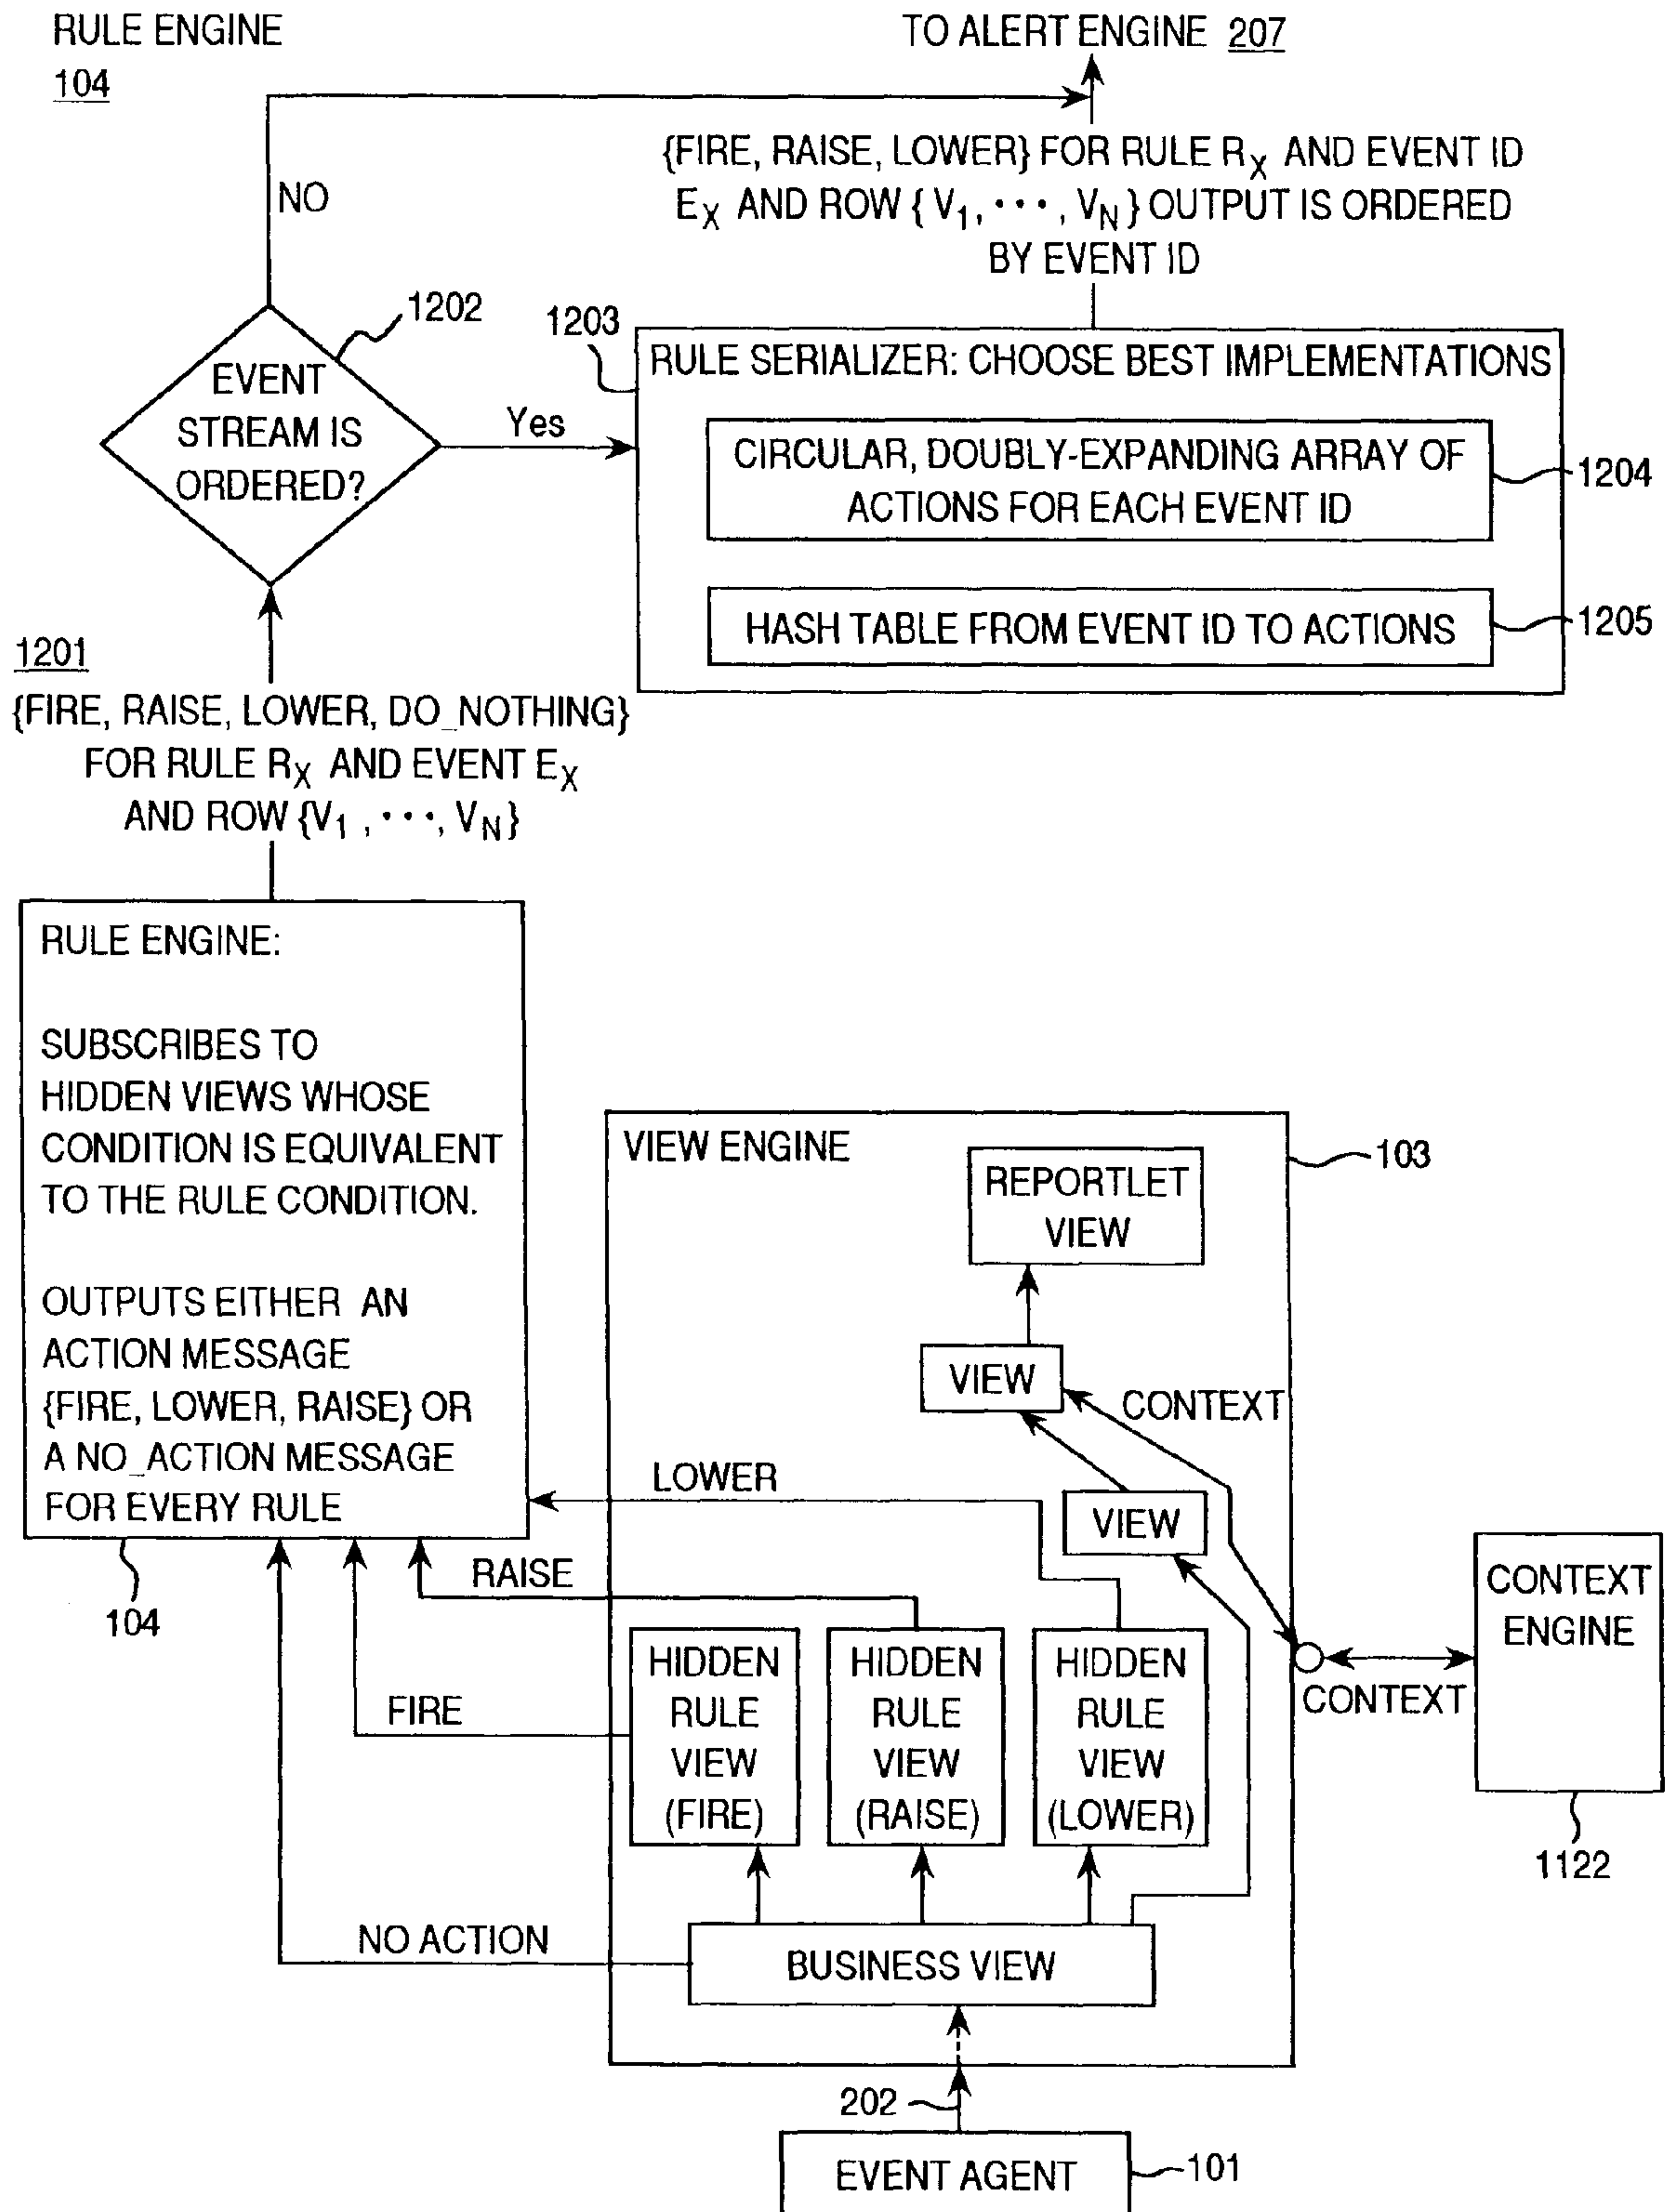 RULE ENGINE
104
TO ALERT ENGINE 207
{FIRE, RAISE, LOWER} FOR RULE RX AND EVENT ID
EX AND ROW { V1, ···, VN } OUTPUT IS ORDERED
BY EVENT ID
NO
1202
EVENT
STREAM IS
ORDERED?
Yes
1203
RULE SERIALIZER: CHOOSE BEST IMPLEMENTATIONS
CIRCULAR, DOUBLY-EXPANDING ARRAY OF
ACTIONS FOR EACH EVENT ID
1204
HASH TABLE FROM EVENT ID TO ACTIONS
1205
1201
{FIRE, RAISE, LOWER, DO_NOTHING}
FOR RULE RX AND EVENT EX
AND ROW {V1 , ···, VN}
RULE ENGINE:
SUBSCRIBES TO
HIDDEN VIEWS WHOSE
CONDITION IS EQUIVALENT
TO THE RULE CONDITION.
OUTPUTS EITHER AN
ACTION MESSAGE
{FIRE, LOWER, RAISE} OR
A NO_ACTION MESSAGE
FOR EVERY RULE
104
VIEW ENGINE
103
REPORTLET
VIEW
VIEW
CONTEXT
VIEW
LOWER
RAISE
FIRE
NO ACTION
HIDDEN
RULE
VIEW
(FIRE)
HIDDEN
RULE
VIEW
(RAISE)
HIDDEN
RULE
VIEW
(LOWER)
CONTEXT
CONTEXT
ENGINE
1122
BUSINESS VIEW
202
EVENT AGENT
101